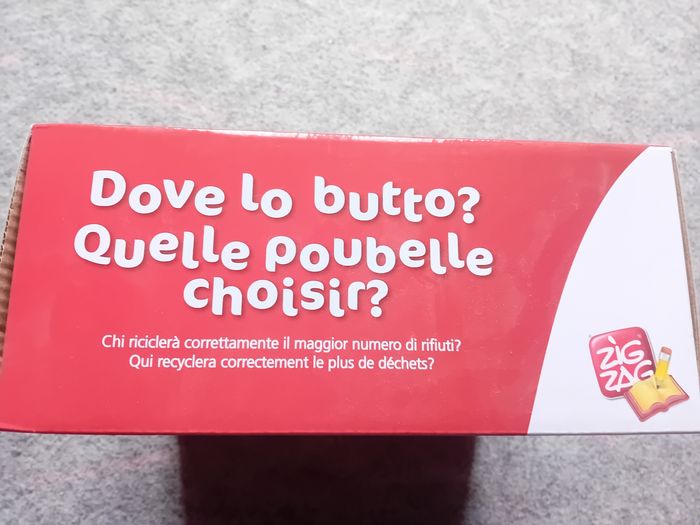 Dove lo butto?
Quelle poubelle
choisir?
Chi riciclerà correttamente il maggior numero di rifiuti?
Qui recyclera correctement le plus de déchets?
ZIG
ZAG